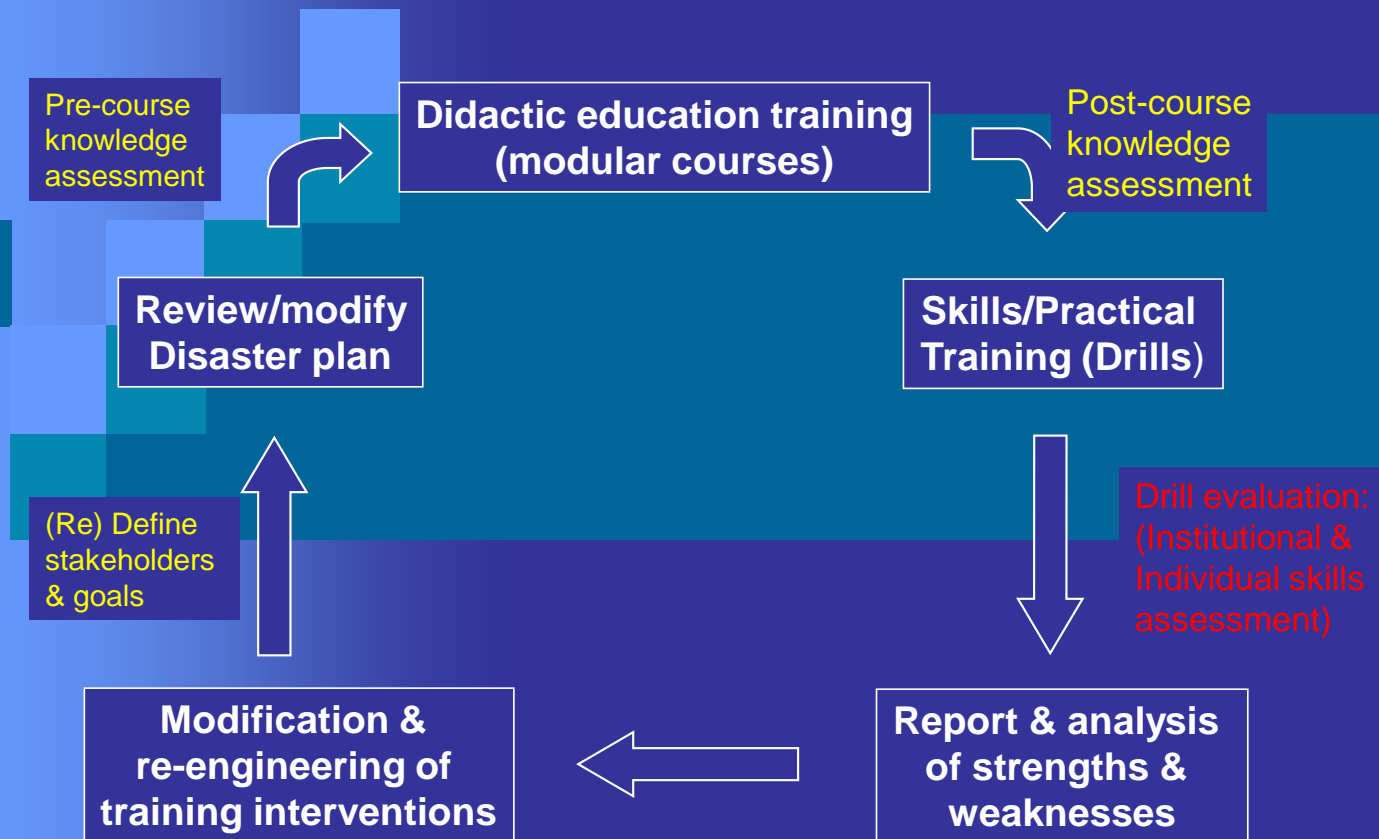 Pre-course
knowledge
assessment
Didactic education training
(modular courses)
Post-course
knowledge
assessment
Review/modify
Disaster plan
Skills/Practical
Training (Drills)
(Re) Define
stakeholders
& goals
Drill evaluation:
(Institutional &
Individual skills
assessment)
Modification &
re-engineering of
training interventions
Report & analysis
of strengths &
weaknesses